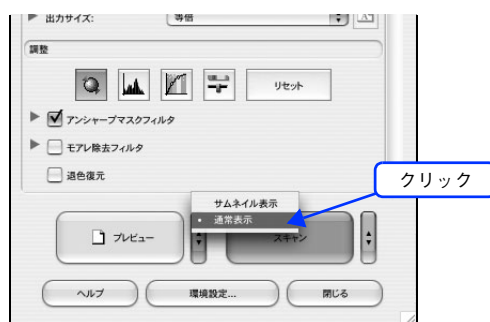 出力サイズ: 等倍
調整
リセット
アンシャープマスクフィルタ
モアレ除去フィルタ
退色復元
クリック
サムネイル表示
• 通常表示
プレビュー
スキャン
ヘルプ
環境設定...
閉じる